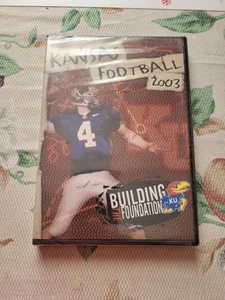 KANSAS
FOOTBALL
2003
4
BUILDING
THE
FOUNDATION
KU